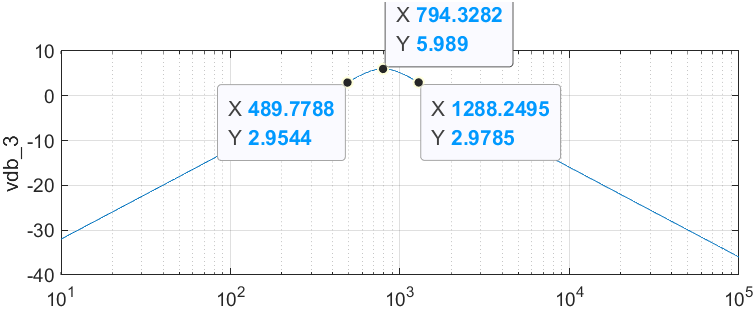 X 794.3282
Y 5.989
10
0
-10
-20
-30
-40
vdb_3
X 489.7788
Y 2.9544
X 1288.2495
Y 2.9785
10^1
10^2
10^3
10^4
10^5